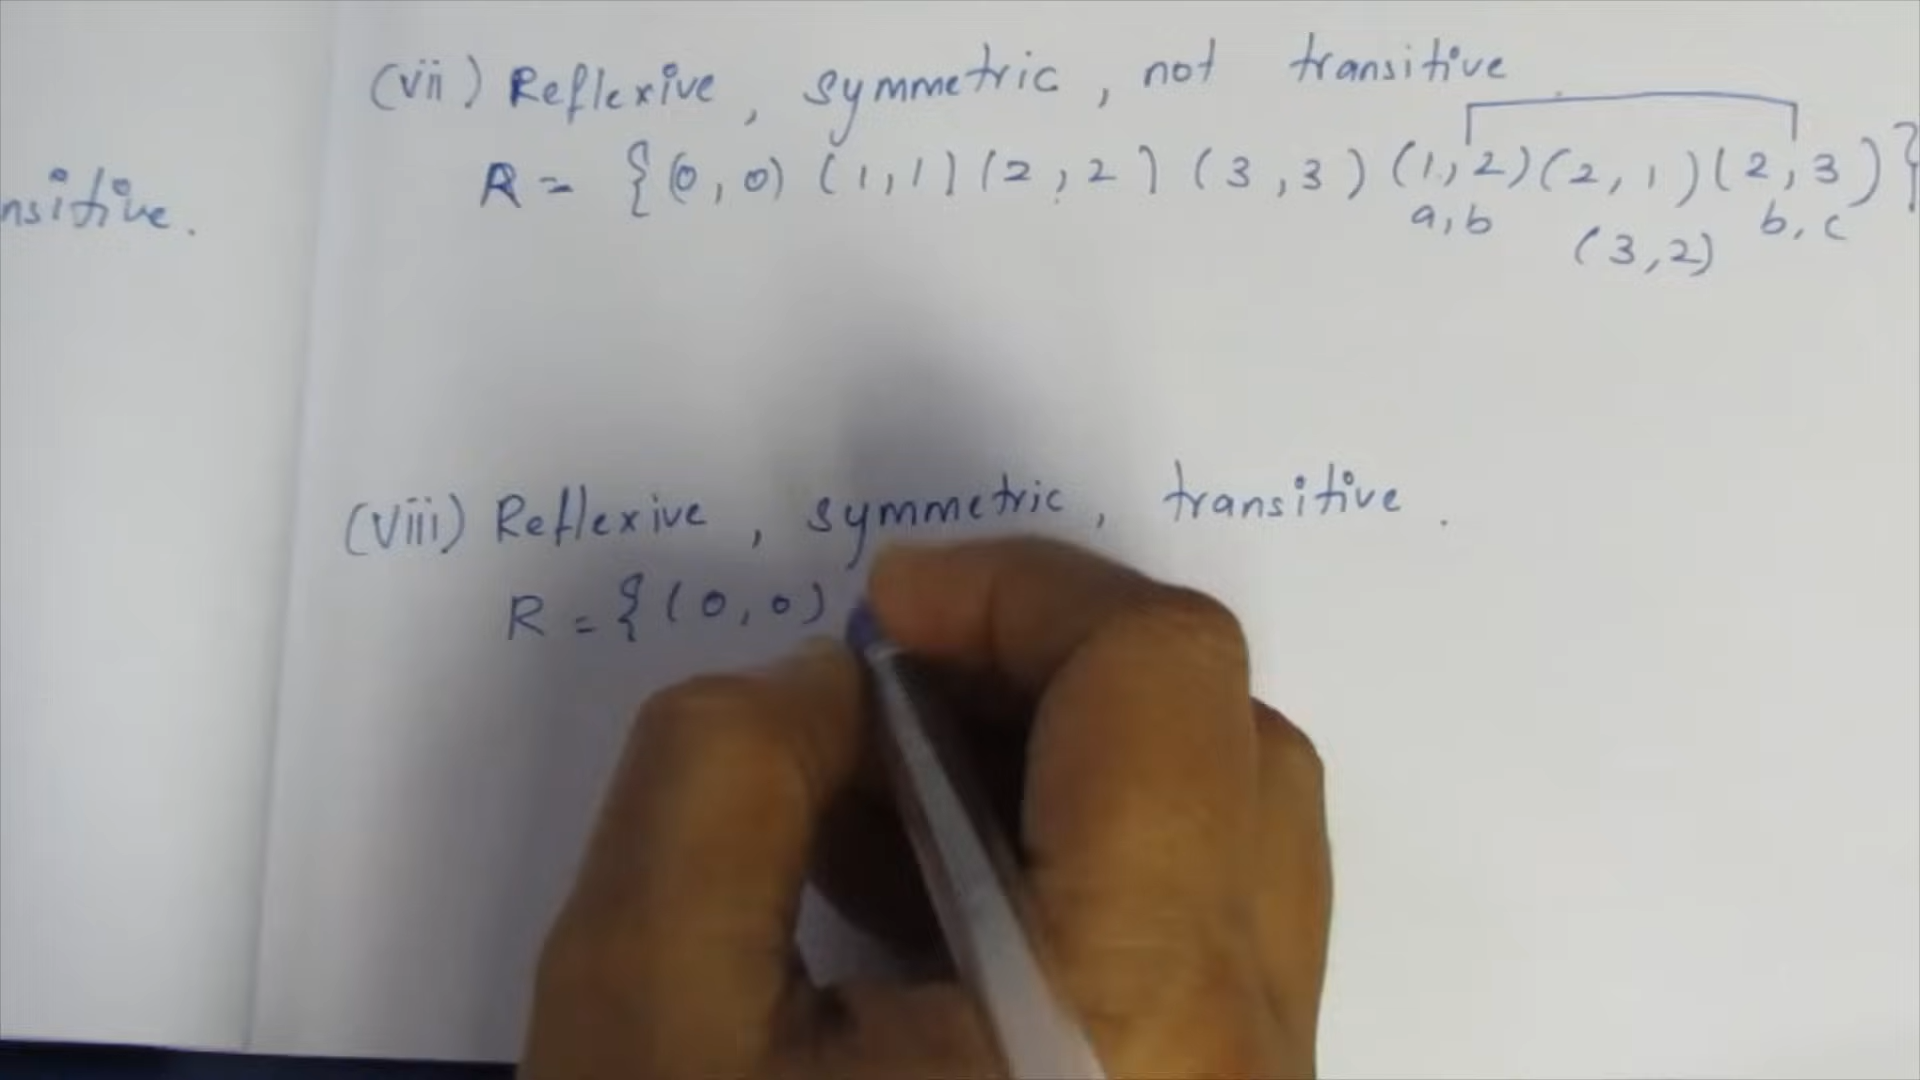 nsitive.
(vii) Reflexive, symmetric, not transitive
R = {(0,0) (1,1) (2,2) (3,3) (1,2) (2,1) (2,3)}
a,b (3,2) b,c
(viii) Reflexive, symmetric, transitive.
R = {(0,0)